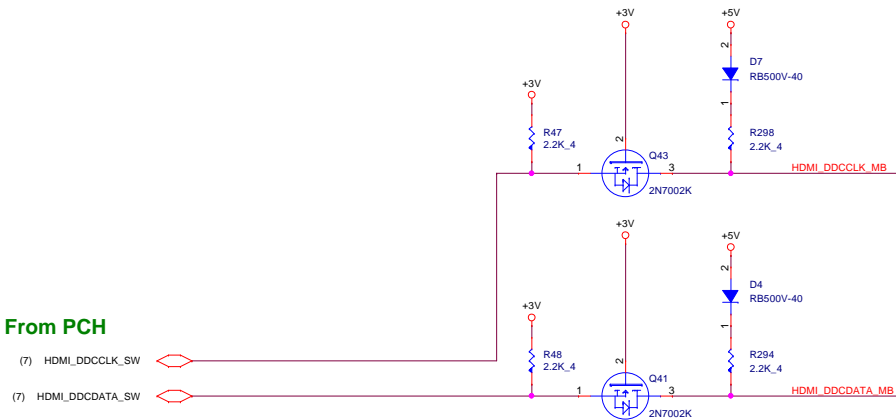 +3V
+5V
2
D7
RB500V-40
+3V
1
R47
2.2K_4
2
Q43
R298
2.2K_4
1
3
HDMI_DDCCLK_MB
2N7002K
+3V
+5V
2
D4
RB500V-40
From PCH
+3V
1
(7) HDMI_DDCCLK_SW
R48
2.2K_4
2
Q41
R294
2.2K_4
(7) HDMI_DDCDATA_SW
1
3
HDMI_DDCDATA_MB
2N7002K